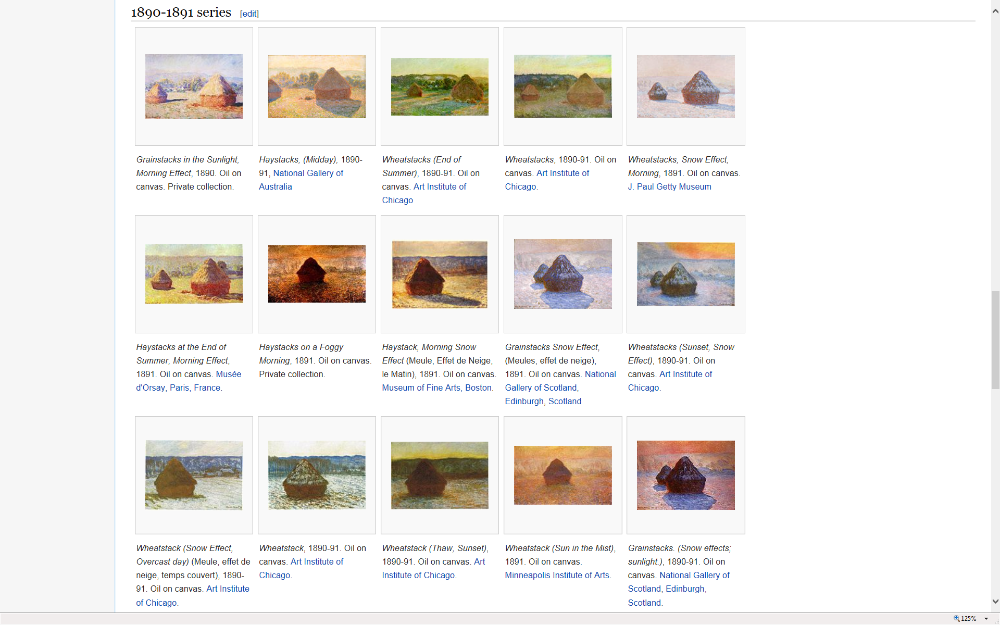 1890-1891 series [edit]
Grainstacks in the Sunlight,
Morning Effect, 1890. Oil on
canvas. Private collection.
Haystacks, (Midday), 1890-
91, National Gallery of
Australia
Wheatstacks (End of
Summer), 1890-91. Oil on
canvas. Art Institute of
Chicago
Wheatstacks, 1890-91. Oil on
canvas. Art Institute of
Chicago.
Wheatstacks, Snow Effect,
Morning, 1891. Oil on canvas.
J. Paul Getty Museum
Haystacks at the End of
Summer, Morning Effect,
1891. Oil on canvas. Musée
d'Orsay, Paris, France.
Haystacks on a Foggy
Morning, 1891. Oil on canvas.
Private collection.
Haystack, Morning Snow
Effect (Meule, Effet de Neige,
le Matin), 1891. Oil on canvas.
Museum of Fine Arts, Boston.
Grainstacks Snow Effect,
(Meules, effet de neige),
1891. Oil on canvas. National
Gallery of Scotland,
Edinburgh, Scotland
Wheatstacks (Sunset, Snow
Effect), 1890-91. Oil on
canvas. Art Institute of
Chicago.
Wheatstack (Snow Effect,
Overcast day) (Meule, effet de
neige, temps couvert), 1890-
91. Oil on canvas. Art Institute
of Chicago.
Wheatstack, 1890-91. Oil on
canvas. Art Institute of
Chicago.
Wheatstack (Thaw, Sunset),
1890-91. Oil on canvas. Art
Institute of Chicago.
Wheatstack (Sun in the Mist),
1891. Oil on canvas.
Minneapolis Institute of Arts.
Grainstacks. (Snow effects;
sunlight.), 1890-91. Oil on
canvas. National Gallery of
Scotland, Edinburgh,
Scotland.
125%